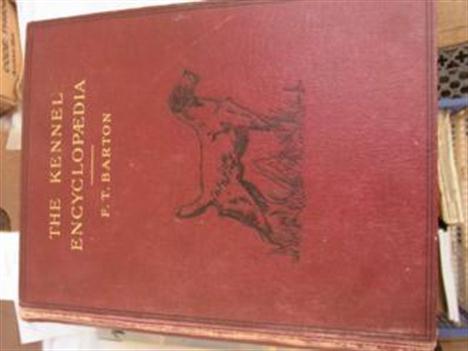 THE KENNEL
ENCYCLOPÆDIA
F. T. BARTON